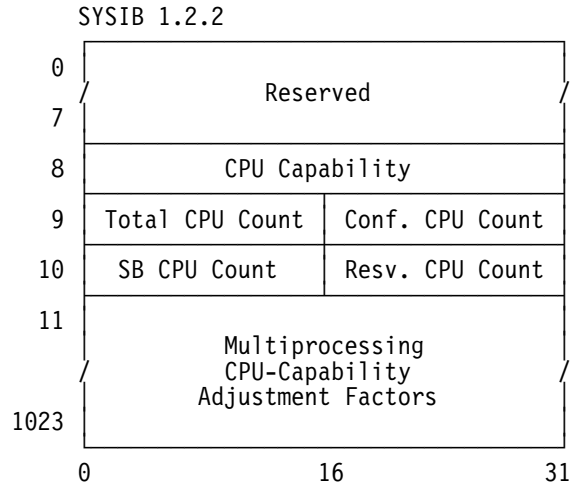 SYSIB 1.2.2
0
Reserved
7
8 CPU Capability
9 Total CPU Count Conf. CPU Count
10 SB CPU Count Resv. CPU Count
11
Multiprocessing
CPU-Capability
Adjustment Factors
1023
0 16 31